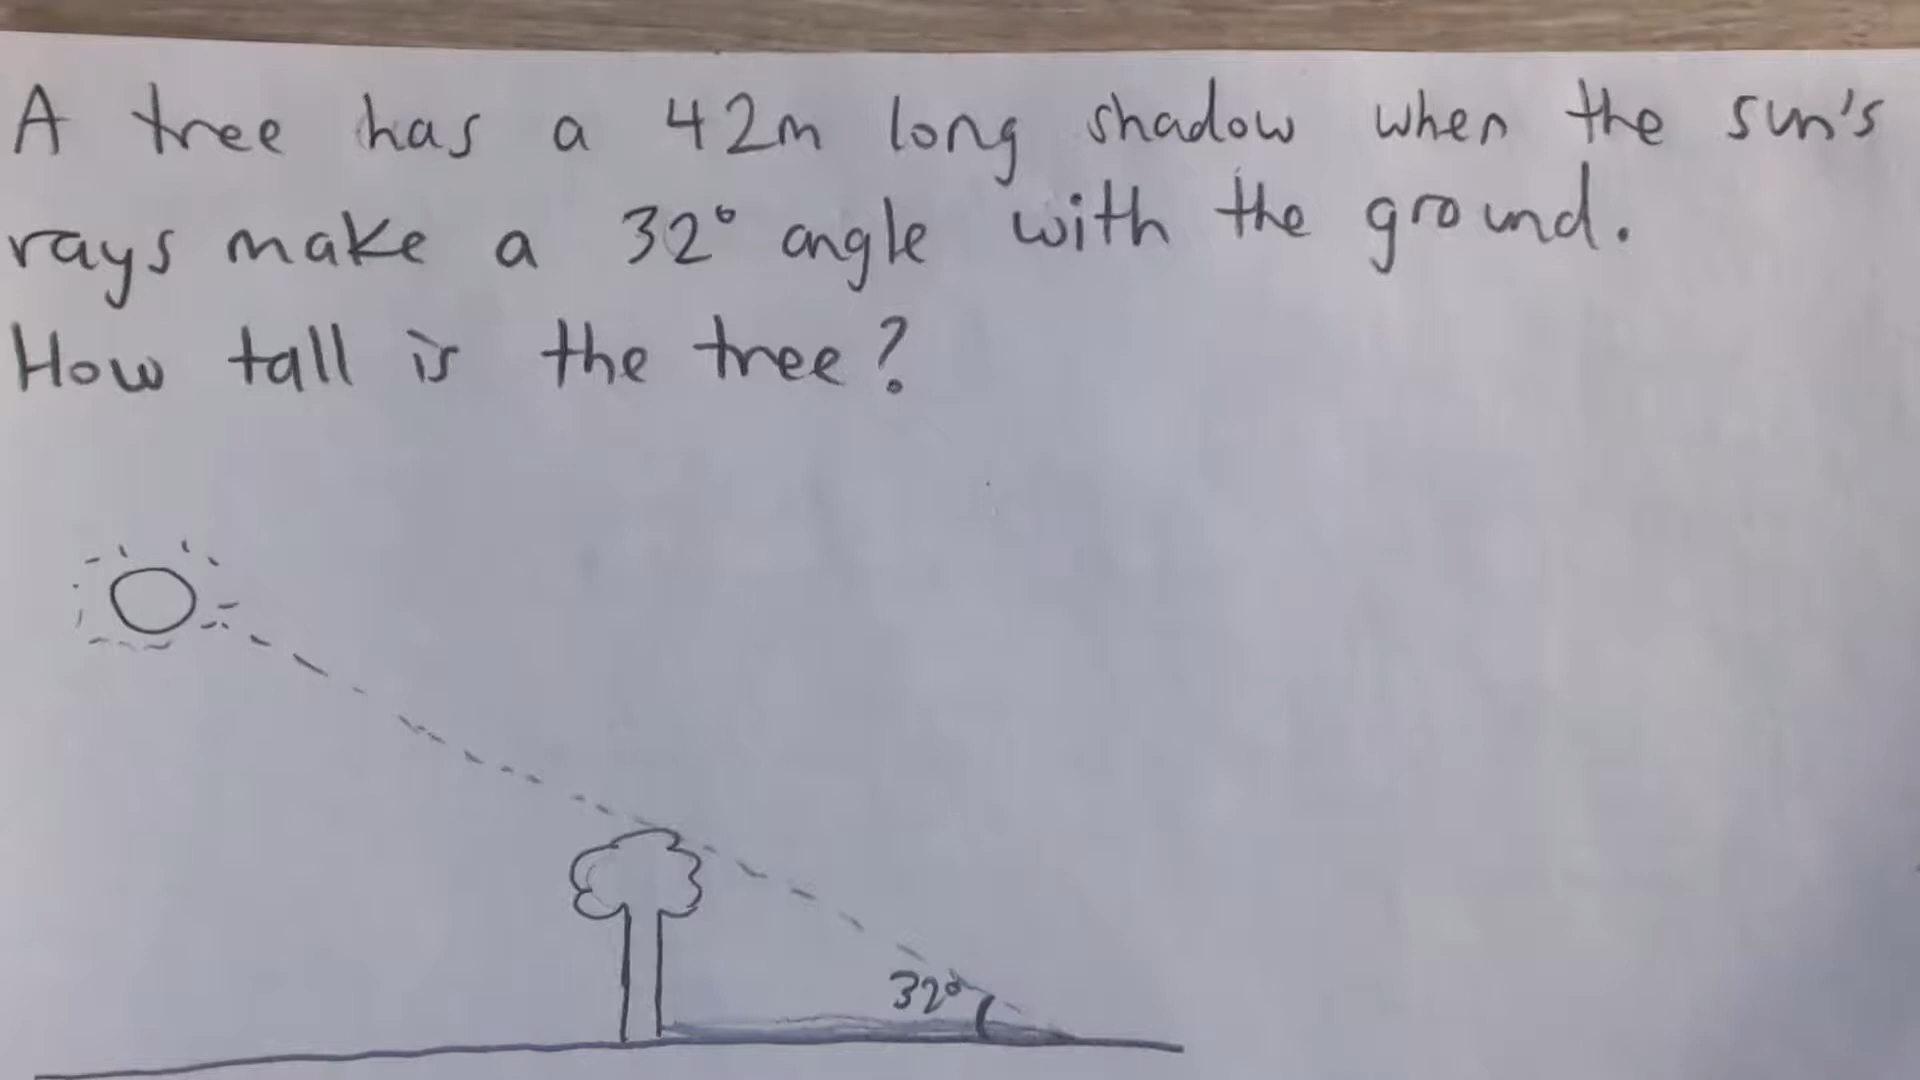 A tree has a 42m long shadow when the sun's
rays make a 32° angle with the ground.
How tall is the tree?
32°